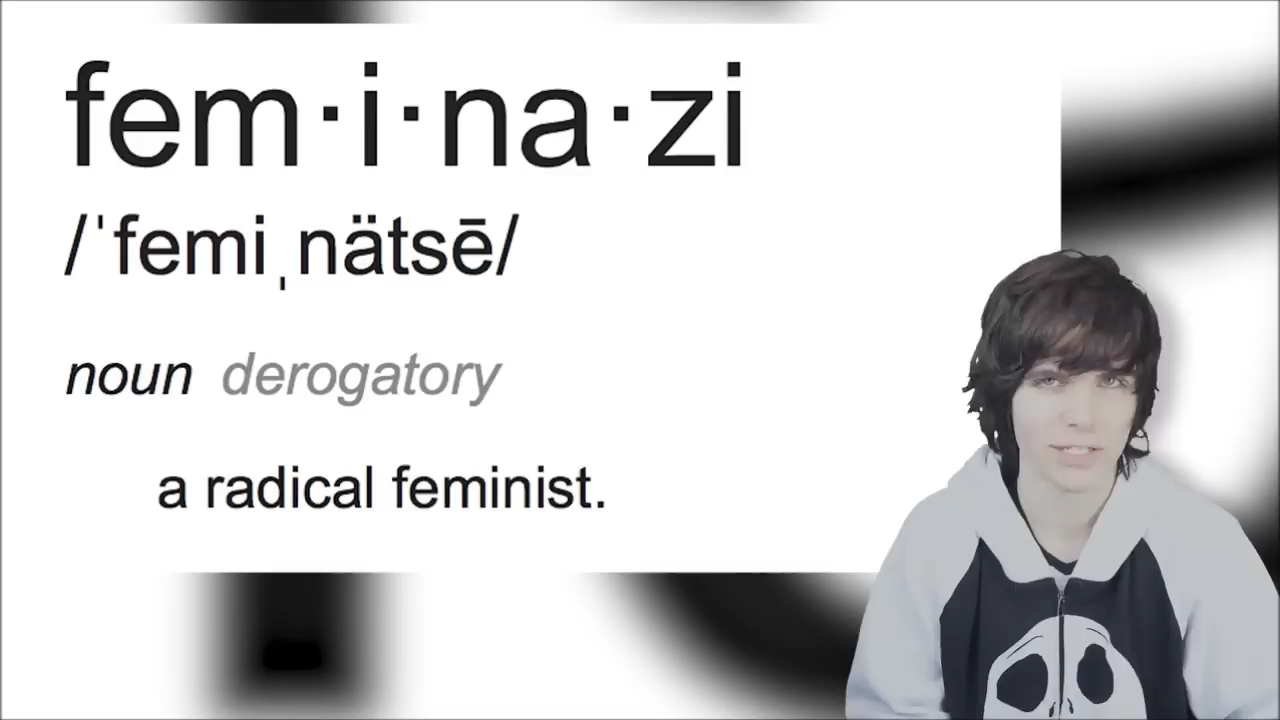 fem·i·na·zi
/ˈfemiˌnätsē/
noun derogatory
a radical feminist.